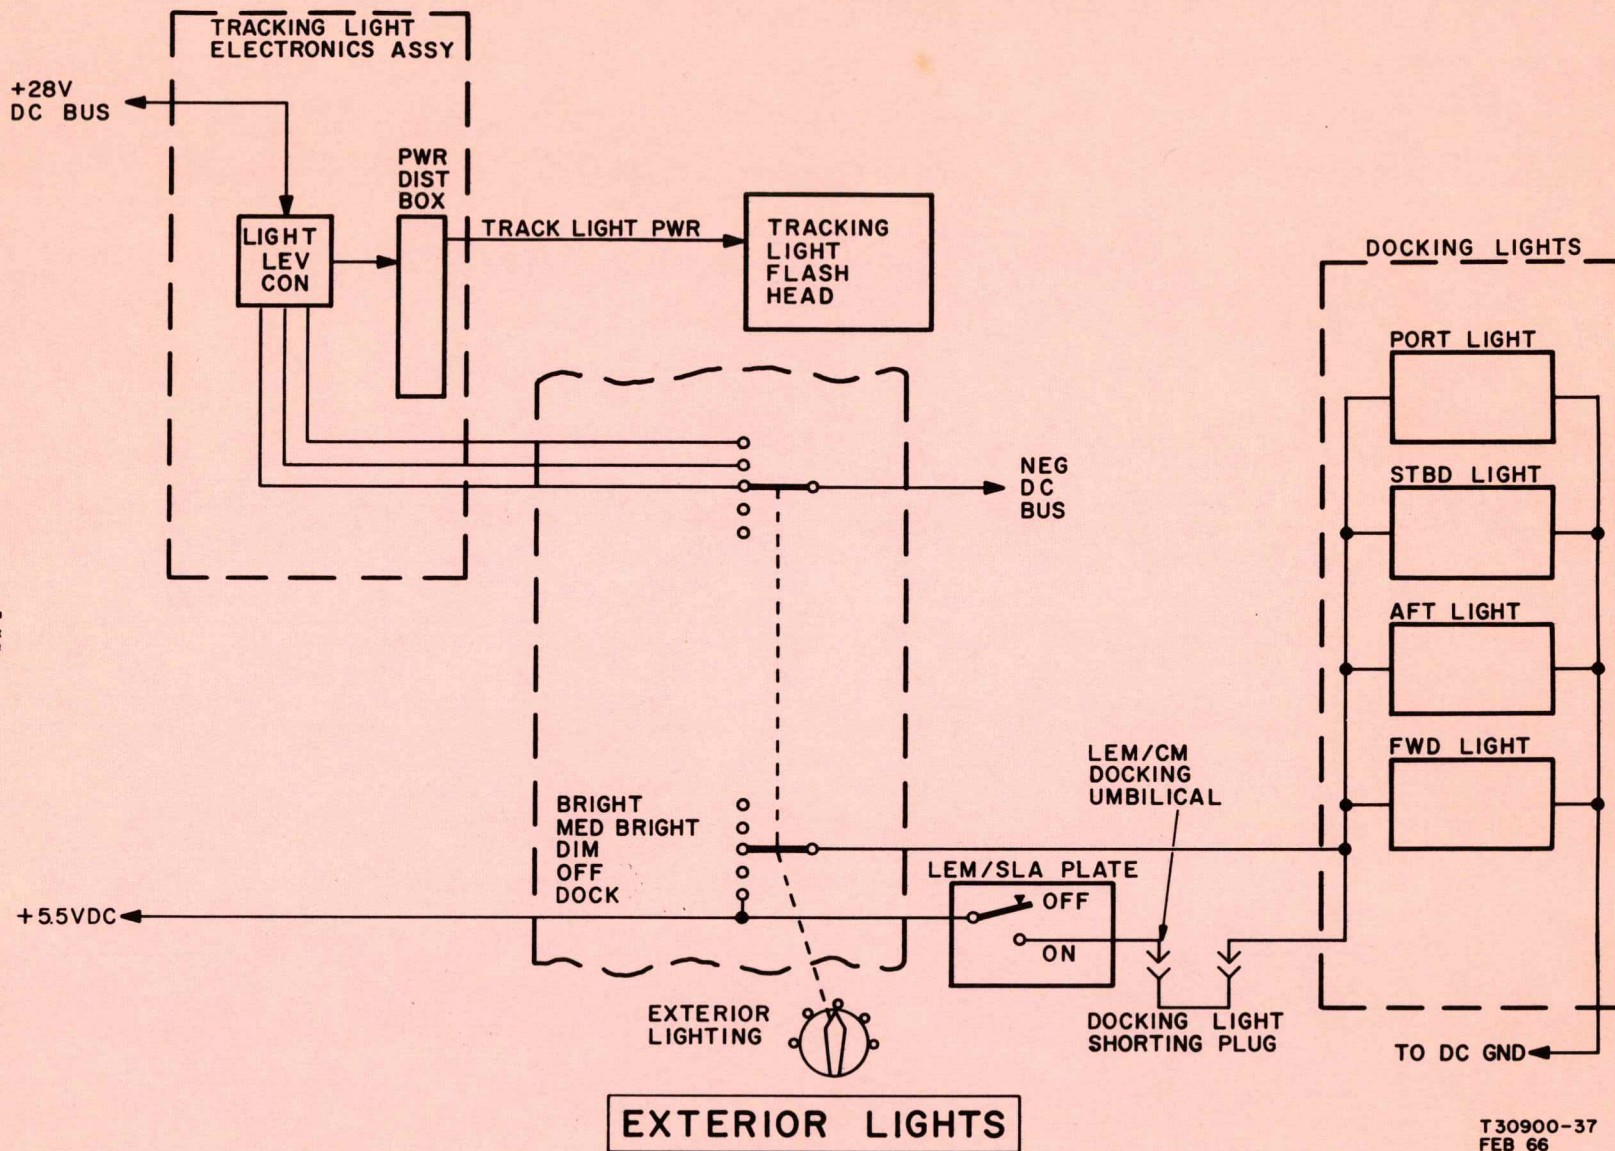 TRACKING LIGHT
ELECTRONICS ASSY
+28V
DC BUS
PWR
DIST
BOX
LIGHT
LEV
CON
TRACK LIGHT PWR
TRACKING
LIGHT
FLASH
HEAD
DOCKING LIGHTS
PORT LIGHT
STBD LIGHT
AFT LIGHT
FWD LIGHT
NEG
DC
BUS
BRIGHT
MED BRIGHT
DIM
OFF
DOCK
+5.5VDC
LEM/CM
DOCKING
UMBILICAL
LEM/SLA PLATE
OFF
ON
EXTERIOR
LIGHTING
DOCKING LIGHT
SHORTING PLUG
TO DC GND
EXTERIOR LIGHTS
T30900-37
FEB 66